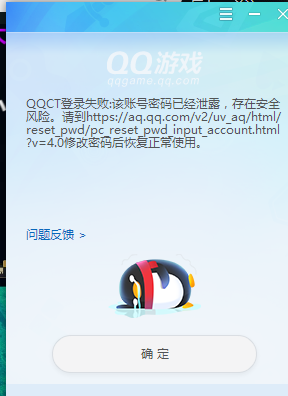 QQ游戏
qqgame.qq.com
QQCT登录失败:该账号密码已经泄露，存在安全
风险。请到https://aq.qq.com/v2/uv_aq/html/
reset_pwd/pc_reset_pwd_input_account.html
?v=4.0修改密码后恢复正常使用。
问题反馈 >
确 定